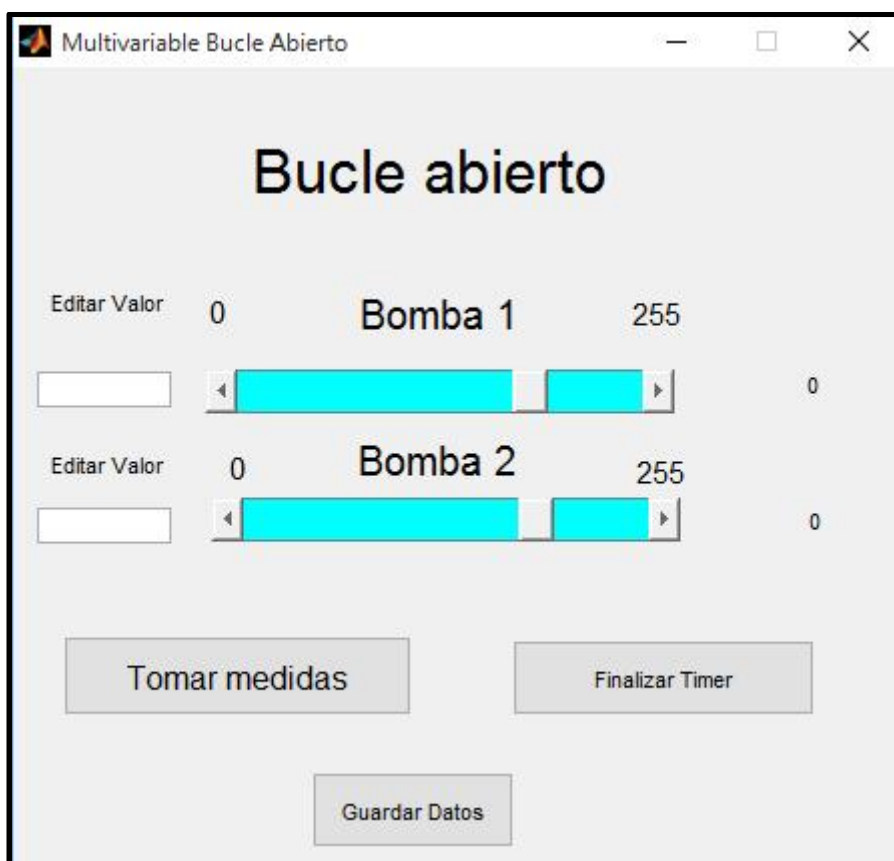 Multivariable Bucle Abierto
Bucle abierto
Editar Valor
0
Bomba 1
255
0
Editar Valor
0
Bomba 2
255
0
Tomar medidas
Finalizar Timer
Guardar Datos